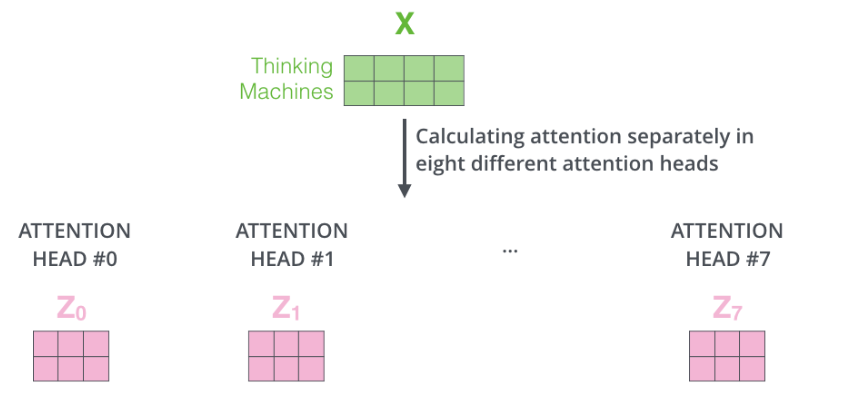 X
Thinking
Machines
Calculating attention separately in
eight different attention heads
ATTENTION
HEAD #0
ATTENTION
HEAD #1
...
ATTENTION
HEAD #7
Z0
Z1
Z7